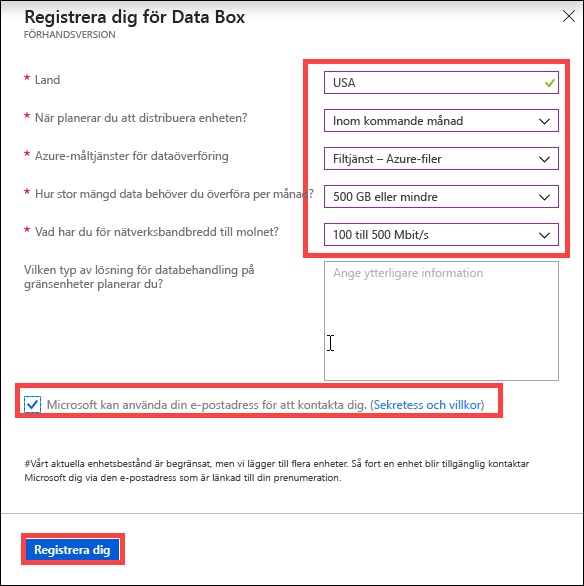 Registrera dig för Data Box
FÖRHANDSVERSION
* Land
USA
* När planerar du att distribuera enheten?
Inom kommande månad
* Azure-måltjänster för dataöverföring
Filtjänst – Azure-filer
* Hur stor mängd data behöver du överföra per månad?
500 GB eller mindre
* Vad har du för nätverksbandbredd till molnet?
100 till 500 Mbit/s
Vilken typ av lösning för databehandling på
gränsenheter planerar du?
Ange ytterligare information
Microsoft kan använda din e-postadress för att kontakta dig. (Sekretess och villkor)
#Vårt aktuella enhetsbestånd är begränsat, men vi lägger till flera enheter. Så fort en enhet blir tillgänglig kontaktar
Microsoft dig via den e-postadress som är länkad till din prenumeration.
Registrera dig